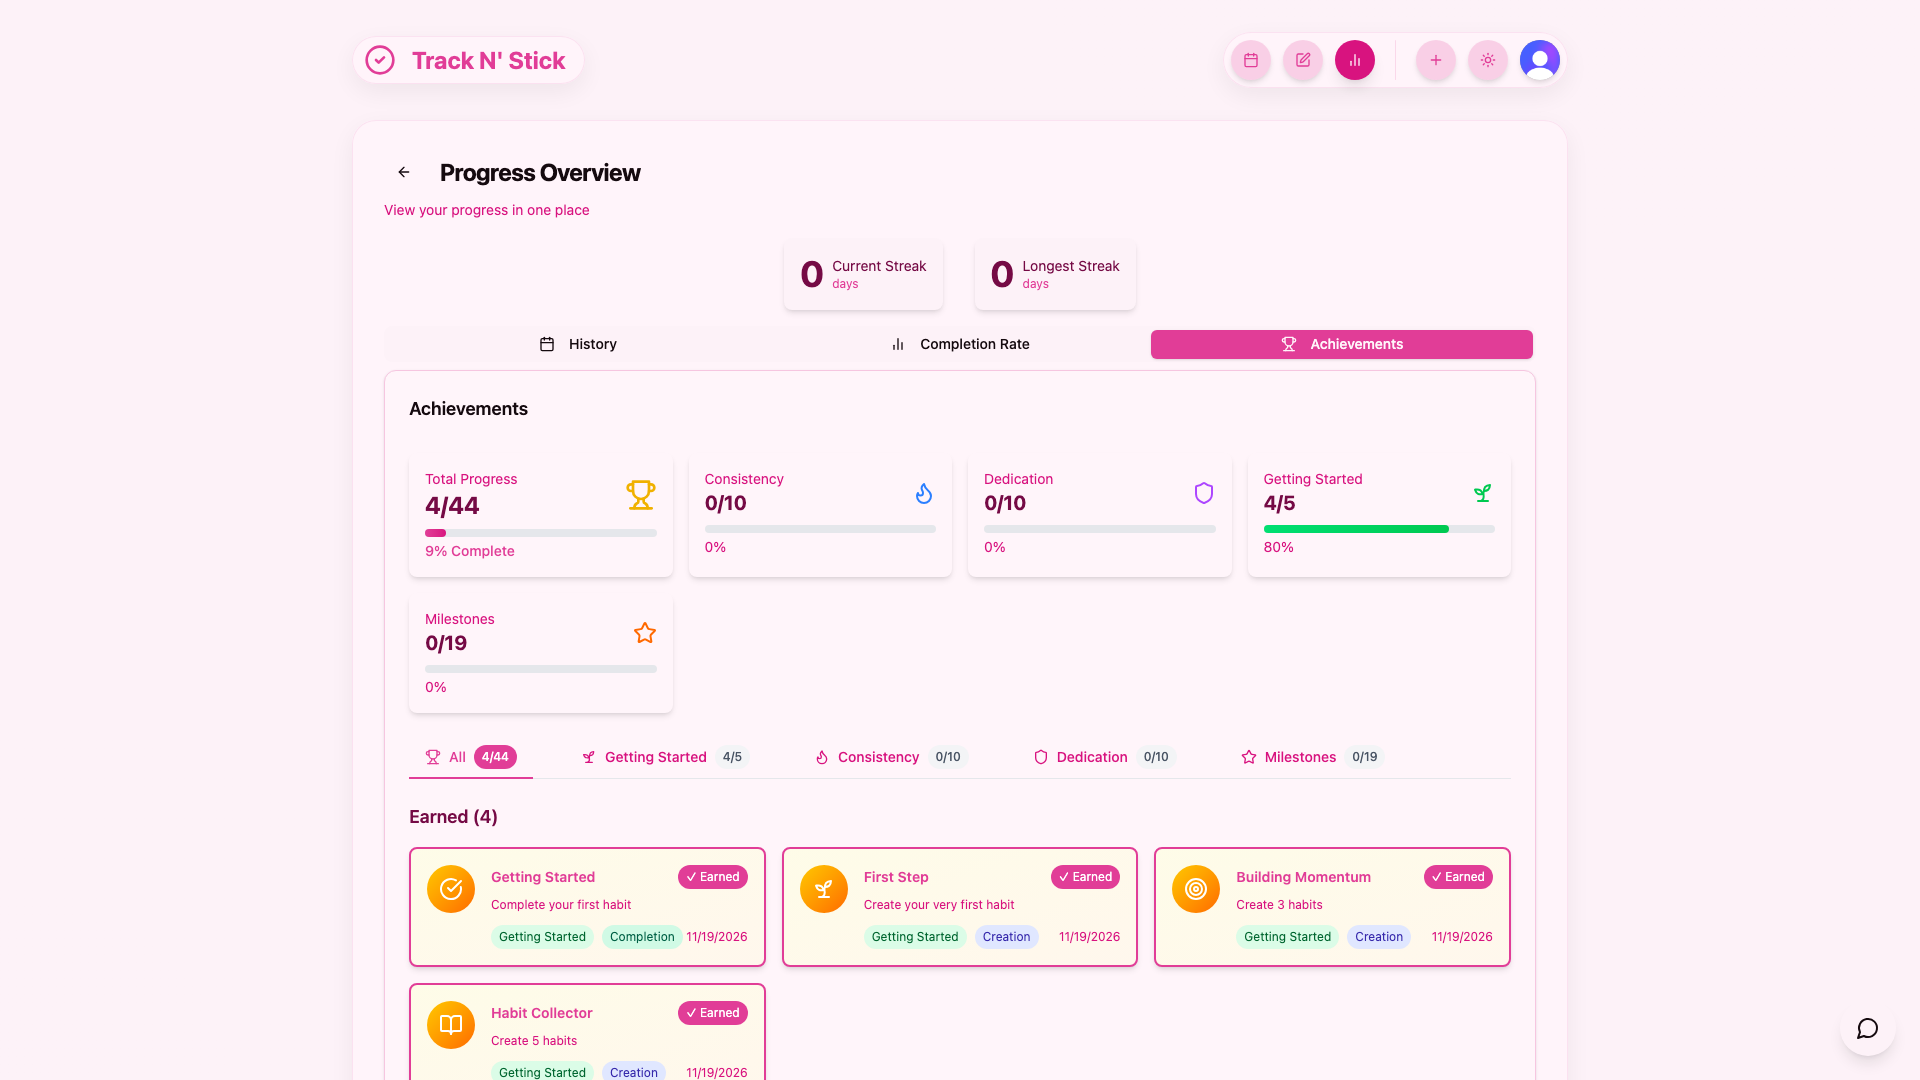 Track N' Stick
Progress Overview
View your progress in one place
0 Current Streak days
0 Longest Streak days
History
Completion Rate
Achievements
Achievements
Total Progress
4/44
9% Complete
Consistency
0/10
0%
Dedication
0/10
0%
Getting Started
4/5
80%
Milestones
0/19
0%
All 4/44
Getting Started 4/5
Consistency 0/10
Dedication 0/10
Milestones 0/19
Earned (4)
Getting Started
✓ Earned
Complete your first habit
Getting Started Completion 11/19/2026
First Step
✓ Earned
Create your very first habit
Getting Started Creation 11/19/2026
Building Momentum
✓ Earned
Create 3 habits
Getting Started Creation 11/19/2026
Habit Collector
✓ Earned
Create 5 habits
Getting Started Creation 11/19/2026